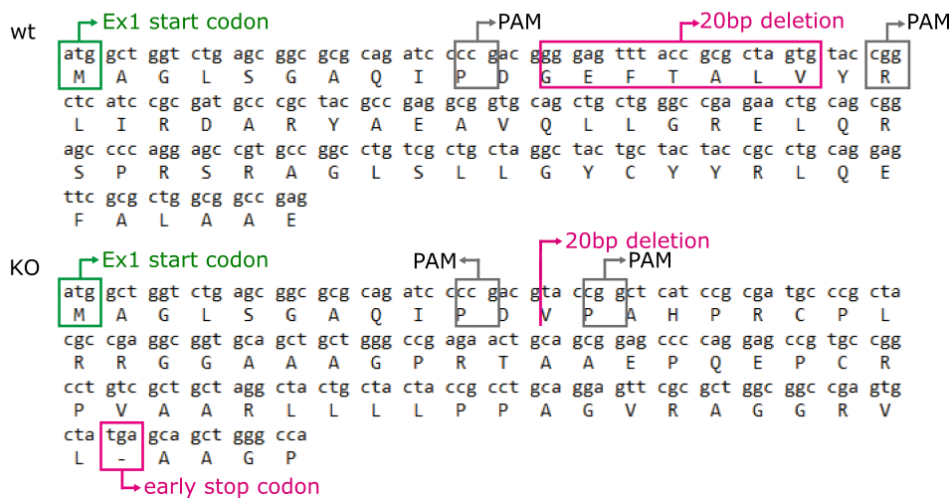 Ex1 start codon PAM 20bp deletion PAM
wt atg gct ggt ctg agc ggc gcg cag atc ccc gac ggg gag ttt acc gcg cta gtg tac cgg
M A G L S G A Q I P D G E F T A L V Y R
ctc atc cgc gat gcc cgc tac gcc gag gcg gtg cag ctg ctg ggc cga gaa ctg cag cgg
L I R D A R Y A E A V Q L L G R E L Q R
agc ccc agg agc cgt gcc ggc ctg tcg ctg cta ggc tac tgc tac tac cgc ctg cag gag
S P R S R A G L S L L G Y C Y Y R L Q E
ttc gcg ctg gcg gcc gag
F A L A A E
20bp deletion
KO Ex1 start codon PAM PAM
atg gct ggt ctg agc ggc gcg cag atc ccc gac gta ccg gct cat ccg cga tgc ccg cta
M A G L S G A Q I P D V P A H P R C P L
cgc cga ggc ggt gca gct gct ggg ccg aga act gca gcg gag ccc cag gag ccg tgc cgg
R R G G A A A G P R T A A E P Q E P C R
cct gtc gct gct agg cta ctg cta cta ccg cct gca gga gtt cgc gct ggc ggc cga gtg
P V A A R L L L L P P A G V R A G G R V
cta tga gca gct ggg cca
L - A A G P
early stop codon